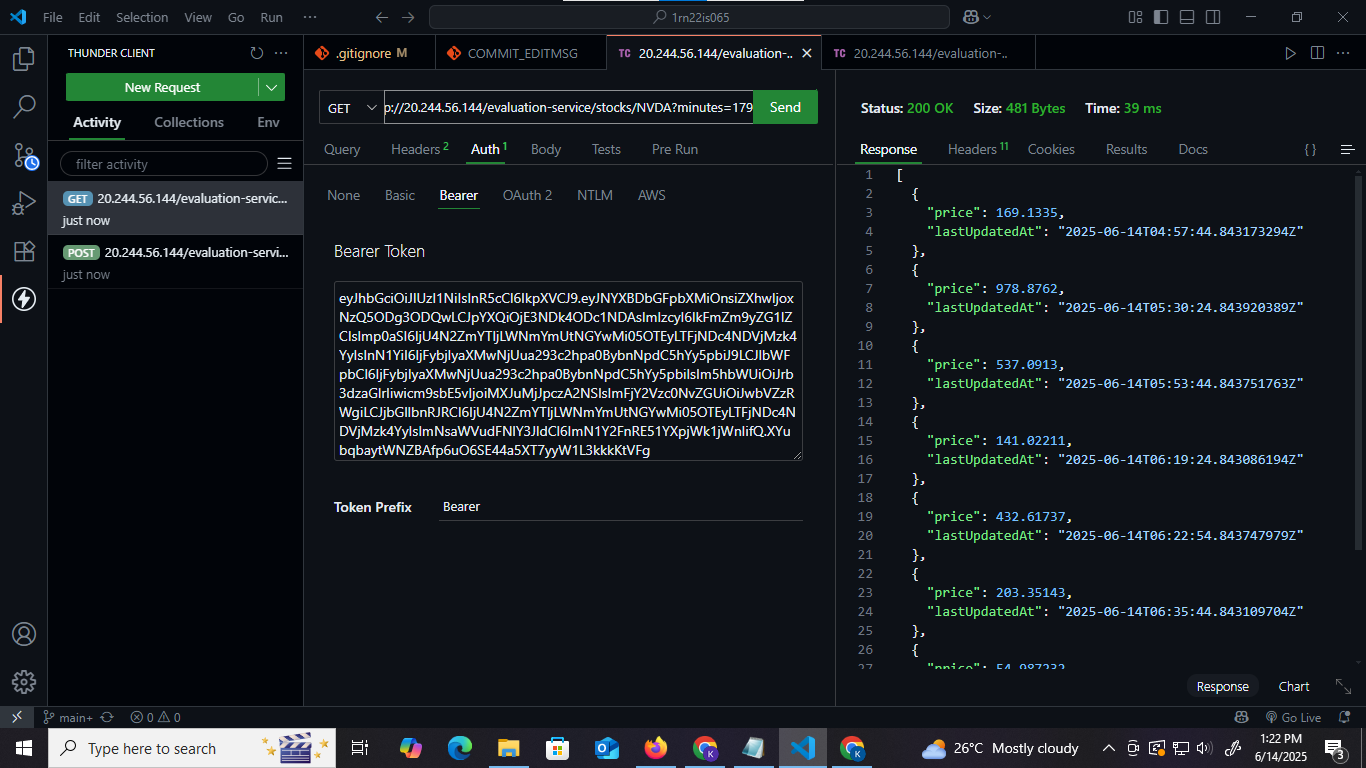 File Edit Selection View Go Run ···
1rn22is065
THUNDER CLIENT
New Request
Activity Collections Env
filter activity
GET 20.244.56.144/evaluation-servic...
just now
POST 20.244.56.144/evaluation-servi...
just now
.gitignore M
COMMIT_EDITMSG
TC 20.244.56.144/evaluation-..
TC 20.244.56.144/evaluation-..
GET
p://20.244.56.144/evaluation-service/stocks/NVDA?minutes=179
Send
Query Headers 2 Auth 1 Body Tests Pre Run
None Basic Bearer OAuth 2 NTLM AWS
Bearer Token
Token Prefix Bearer
Status: 200 OK Size: 481 Bytes Time: 39 ms
Response Headers 11 Cookies Results Docs { }
1 [
2 {
3 "price": 169.1335,
4 "lastUpdatedAt": "2025-06-14T04:57:44.843173294Z"
5 },
6 {
7 "price": 978.8762,
8 "lastUpdatedAt": "2025-06-14T05:30:24.843920389Z"
9 },
10 {
11 "price": 537.0913,
12 "lastUpdatedAt": "2025-06-14T05:53:44.843751763Z"
13 },
14 {
15 "price": 141.02211,
16 "lastUpdatedAt": "2025-06-14T06:19:24.843086194Z"
17 },
18 {
19 "price": 432.61737,
20 "lastUpdatedAt": "2025-06-14T06:22:54.843747979Z"
21 },
22 {
23 "price": 203.35143,
24 "lastUpdatedAt": "2025-06-14T06:35:44.843109704Z"
25 },
26 {
27 "price": 54.987232
Response Chart
main+ 0 0
Go Live
Type here to search
26°C Mostly cloudy
1:22 PM
6/14/2025
3